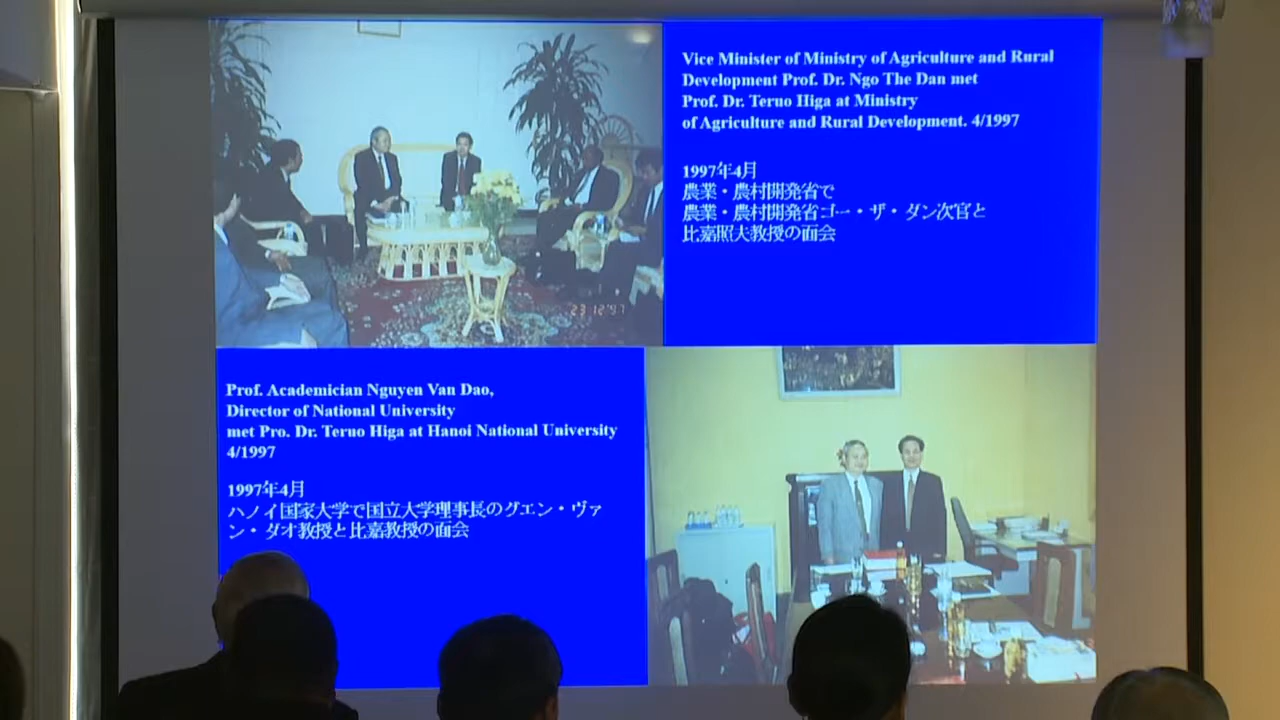 Vice Minister of Ministry of Agriculture and Rural
Development Prof. Dr. Ngo The Dan met
Prof. Dr. Teruo Higa at Ministry
of Agriculture and Rural Development. 4/1997
1997年4月
農業・農村開発省で
農業・農村開発省ゴー・ザ・ダン次官と
比嘉照夫教授の面会
23 12 '97
Prof. Academician Nguyen Van Dao,
Director of National University
met Pro. Dr. Teruo Higa at Hanoi National University
4/1997
1997年4月
ハノイ国家大学で国立大学理事長のグエン・ヴァ
ン・ダオ教授と比嘉教授の面会